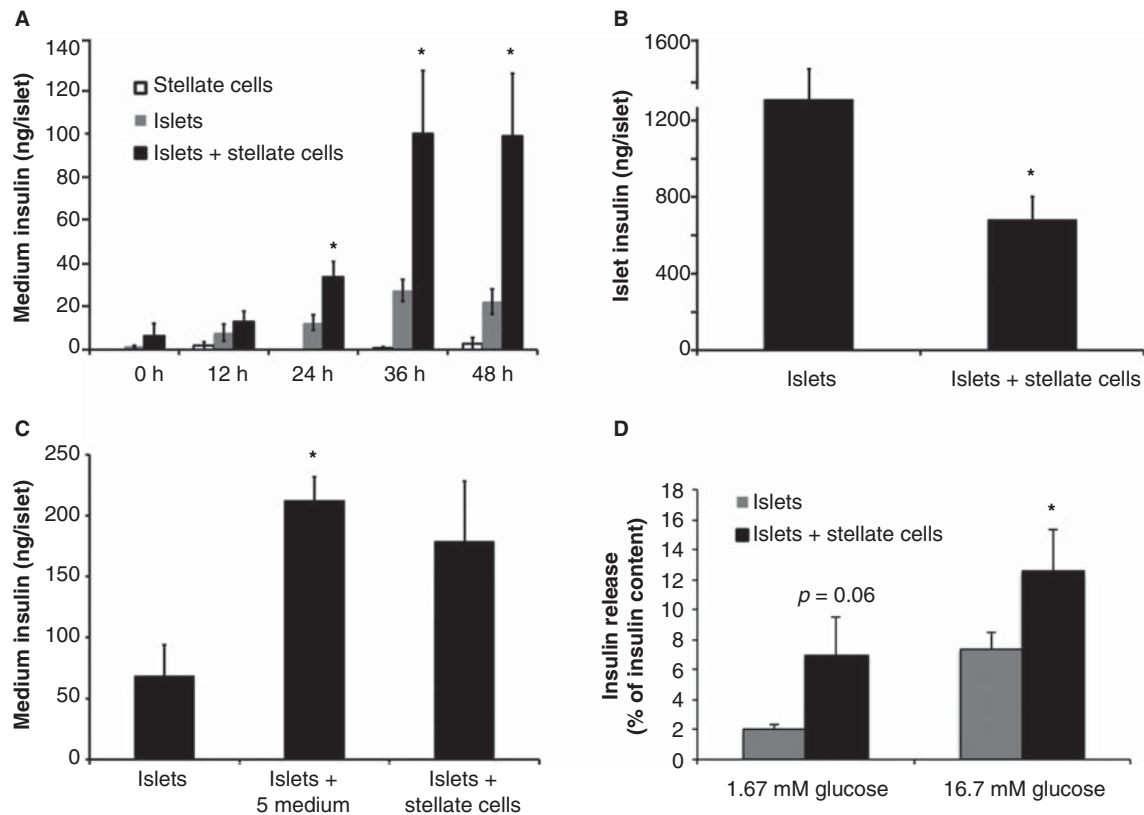 A
Medium insulin (ng/islet)
140
120
100
80
60
40
20
0
Stellate cells
Islets
Islets + stellate cells
*
*
*
0 h 12 h 24 h 36 h 48 h
B
Islet insulin (ng/islet)
1600
1200
800
400
0
*
Islets Islets + stellate cells
C
Medium insulin (ng/islet)
250
200
150
100
50
0
*
Islets Islets + Islets +
5 medium stellate cells
D
Insulin release
(% of insulin content)
18
16
14
12
10
8
6
4
2
0
Islets
Islets + stellate cells
p = 0.06
*
1.67 mM glucose 16.7 mM glucose